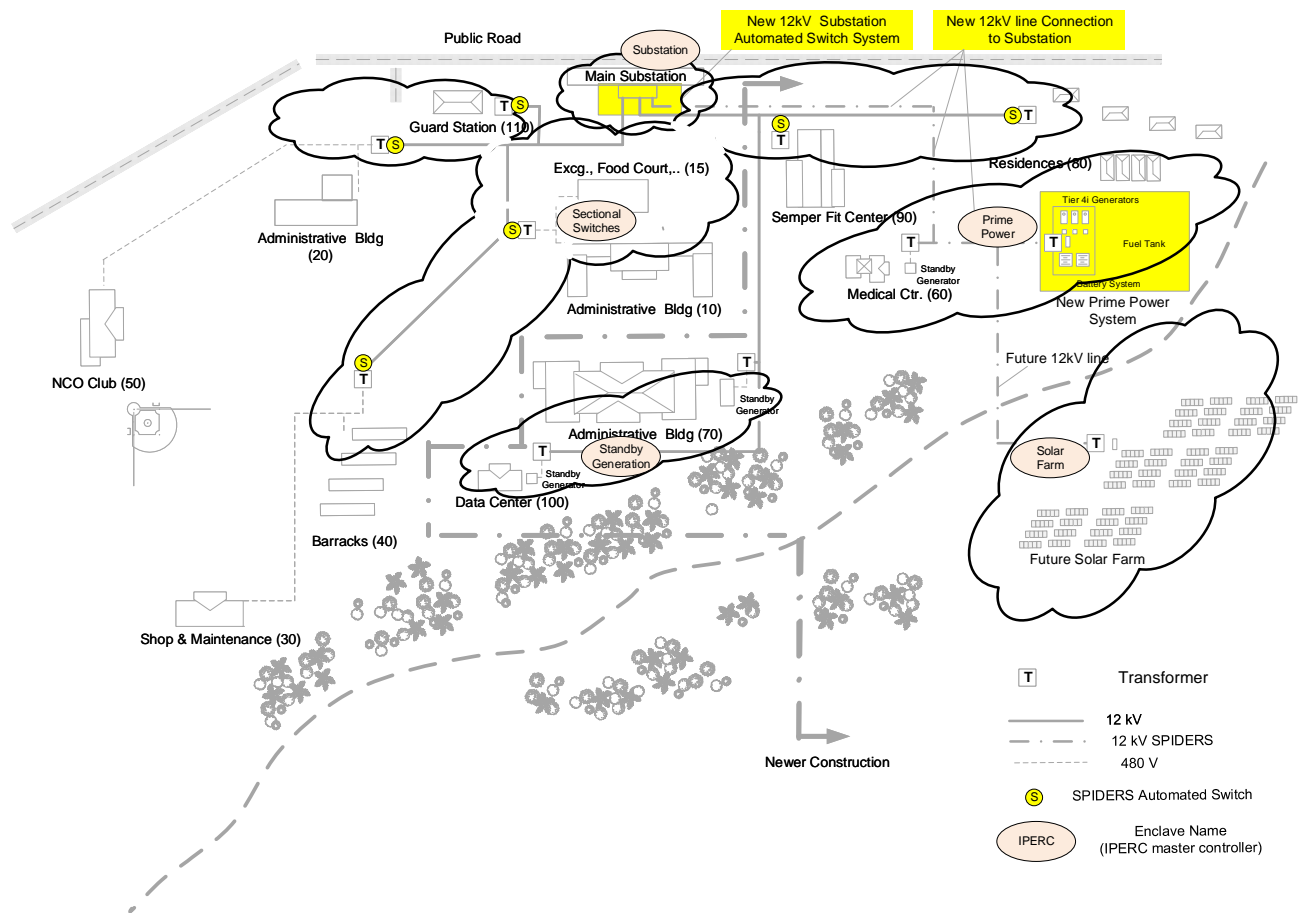 New 12kV Substation
Automated Switch System
New 12kV line Connection
to Substation
Public Road
Substation
Main Substation
T
S
Guard Station (110)
T
S
S
T
S
T
Excg., Food Court,.. (15)
Residences (80)
Sectional
Switches
S
T
Administrative Bldg
(20)
Semper Fit Center (90)
Prime
Power
Tier 4i Generators
T
Fuel Tank
Battery System
T
Standby
Generator
Medical Ctr. (60)
New Prime Power
System
Administrative Bldg (10)
Future 12kV line
NCO Club (50)
S
T
T
Standby
Generator
Administrative Bldg (70)
T
Standby
Generation
Standby
Generator
Data Center (100)
Solar
Farm
T
Barracks (40)
Future Solar Farm
Shop & Maintenance (30)
Newer Construction
T
Transformer
12 kV
12 kV SPIDERS
480 V
S
SPIDERS Automated Switch
IPERC
Enclave Name
(IPERC master controller)